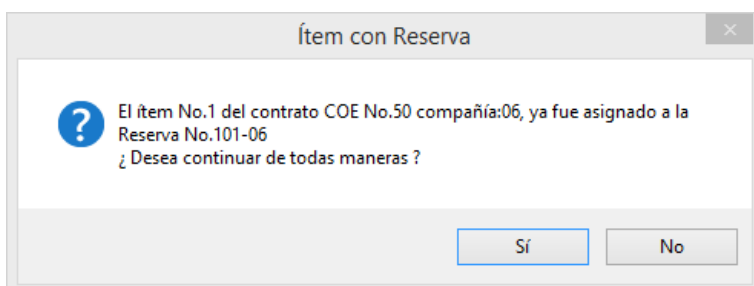 Ítem con Reserva
El ítem No.1 del contrato COE No.50 compañía:06, ya fue asignado a la
Reserva No.101-06
¿ Desea continuar de todas maneras ?
Sí
No